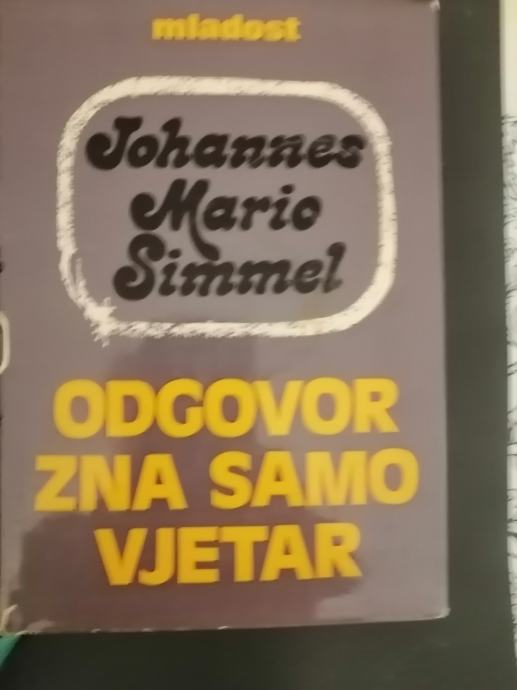 mladost
Johannes
Mario
Simmel
ODGOVOR
ZNA SAMO
VJETAR